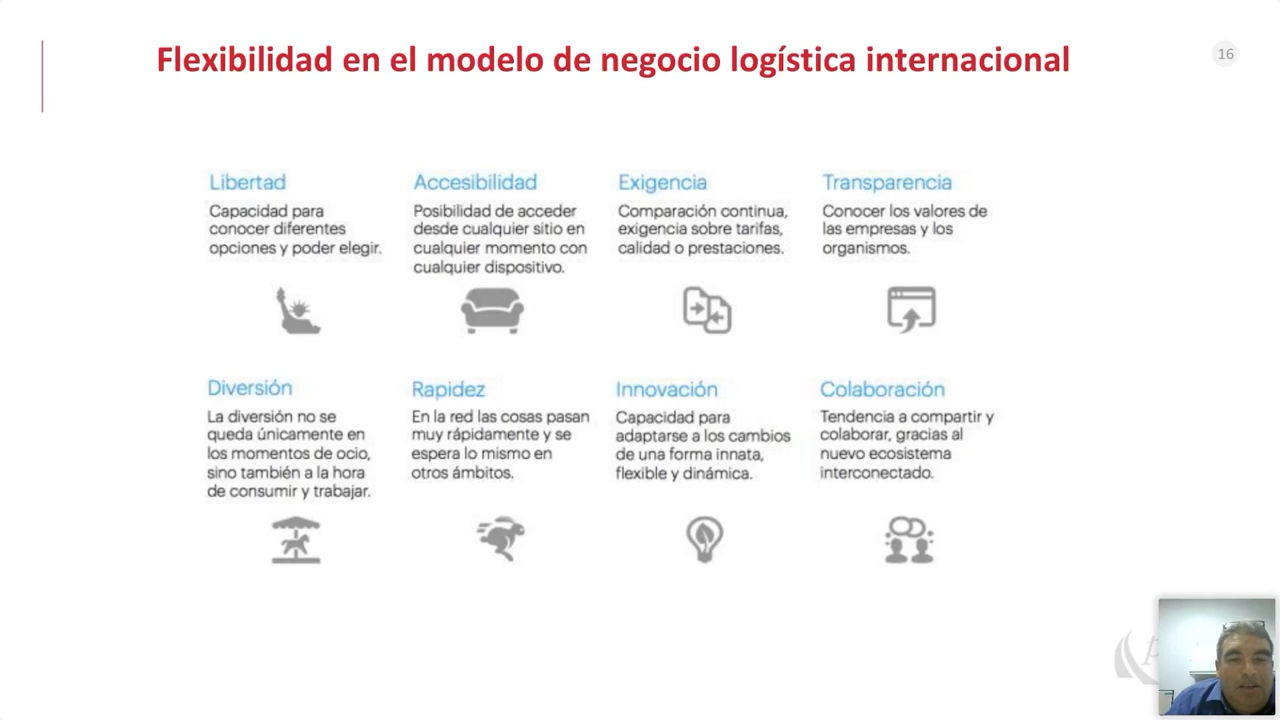 Flexibilidad en el modelo de negocio logística internacional
16
Libertad
Capacidad para
conocer diferentes
opciones y poder elegir.
Accesibilidad
Posibilidad de acceder
desde cualquier sitio en
cualquier momento con
cualquier dispositivo.
Exigencia
Comparación continua,
exigencia sobre tarifas,
calidad o prestaciones.
Transparencia
Conocer los valores de
las empresas y los
organismos.
Diversión
La diversión no se
queda únicamente en
los momentos de ocio,
sino también a la hora
de consumir y trabajar.
Rapidez
En la red las cosas pasan
muy rápidamente y se
espera lo mismo en
otros ámbitos.
Innovación
Capacidad para
adaptarse a los cambios
de una forma innata,
flexible y dinámica.
Colaboración
Tendencia a compartir y
colaborar, gracias al
nuevo ecosistema
interconectado.